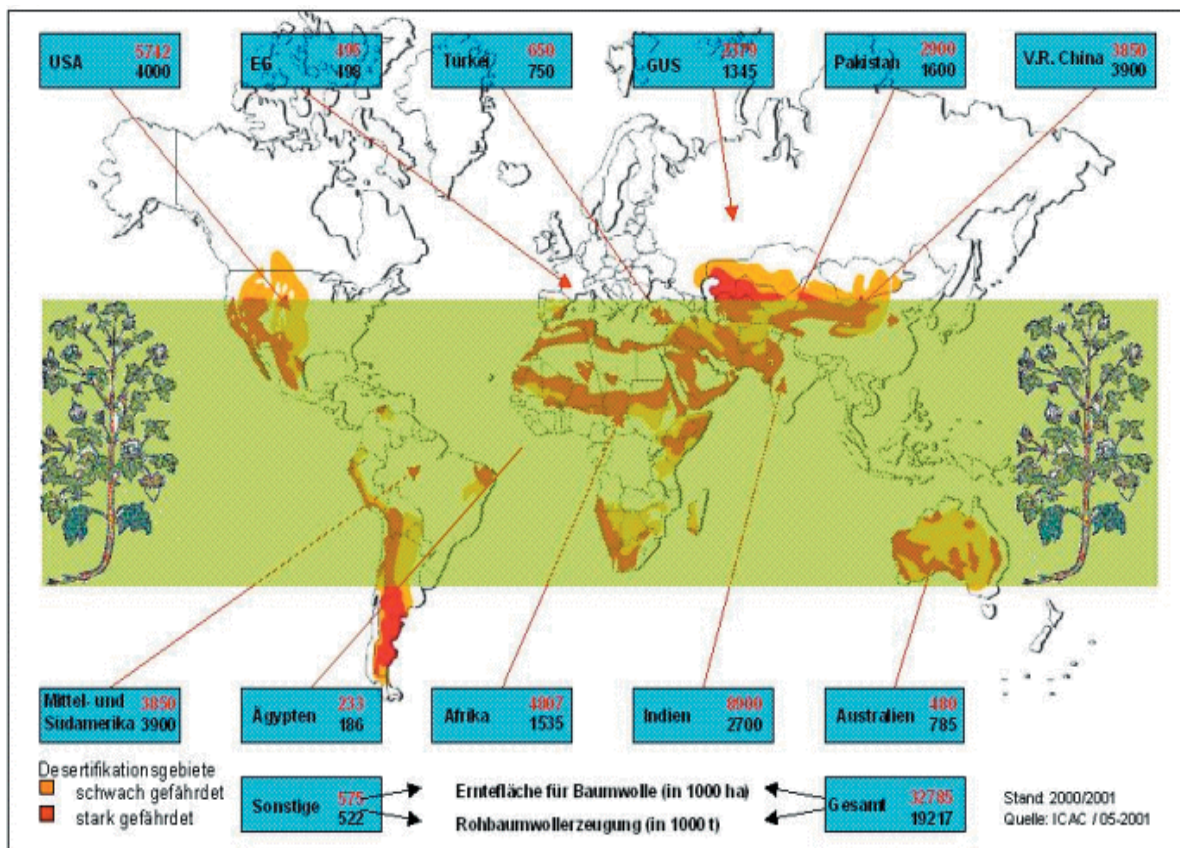 USA 5742
4000
EG
498
Türkei 650
750
GUS
1345
Pakistan 2900
1600
V.R. China 3850
3900
Mittel- und 3850
Südamerika 3900
Ägypten 233
186
Afrika 4807
1535
Indien 8900
2700
Australien 480
785
Desertifikationsgebiete
schwach gefährdet
stark gefährdet
Sonstige 575
522
Erntefläche für Baumwolle (in 1000 ha)
Rohbaumwollerzeugung (in 1000 t)
Gesamt 32785
19217
Stand: 2000/2001
Quelle: ICAC / 05-2001